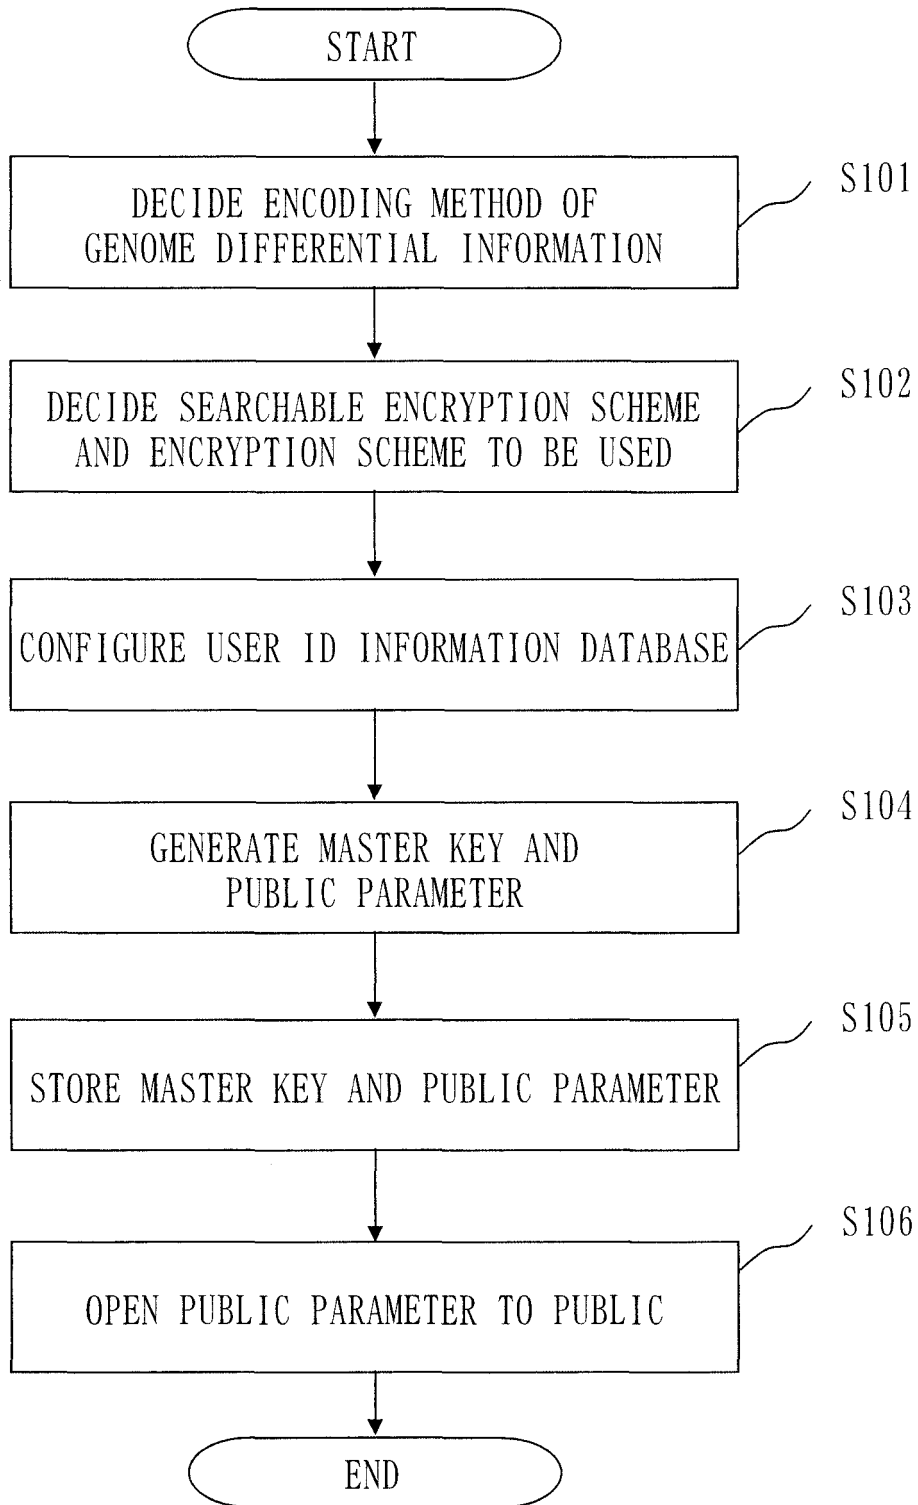 START
S101
DECIDE ENCODING METHOD OF
GENOME DIFFERENTIAL INFORMATION
S102
DECIDE SEARCHABLE ENCRYPTION SCHEME
AND ENCRYPTION SCHEME TO BE USED
S103
CONFIGURE USER ID INFORMATION DATABASE
S104
GENERATE MASTER KEY AND
PUBLIC PARAMETER
S105
STORE MASTER KEY AND PUBLIC PARAMETER
S106
OPEN PUBLIC PARAMETER TO PUBLIC
END